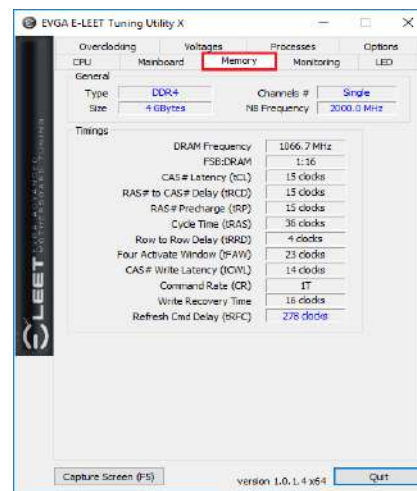 EVGA E-LEET Tuning Utility X
Overclocking Voltages Processes Options
CPU Mainboard Memory Monitoring LED
General
Type DDR4 Channels # Single
Size 4 GBytes NB Frequency 2000.0 MHz
Timings
DRAM Frequency 1066.7 MHz
FSB:DRAM 1:16
CAS# Latency (tCL) 15 clocks
RAS# to CAS# Delay (tRCD) 15 clocks
RAS# Precharge (tRP) 15 clocks
Cycle Time (tRAS) 36 clocks
Row to Row Delay (tRRD) 4 clocks
Four Activate Window (tFAW) 23 clocks
CAS# Write Latency (tCWL) 14 clocks
Command Rate (CR) 1T
Write Recovery Time 16 clocks
Refresh Cmd Delay (tRFC) 278 clocks
E-LEET EVGA ADVANCED MOTHERBOARD TUNING
Capture Screen (F5) version 1.0.1.4 x64 Quit